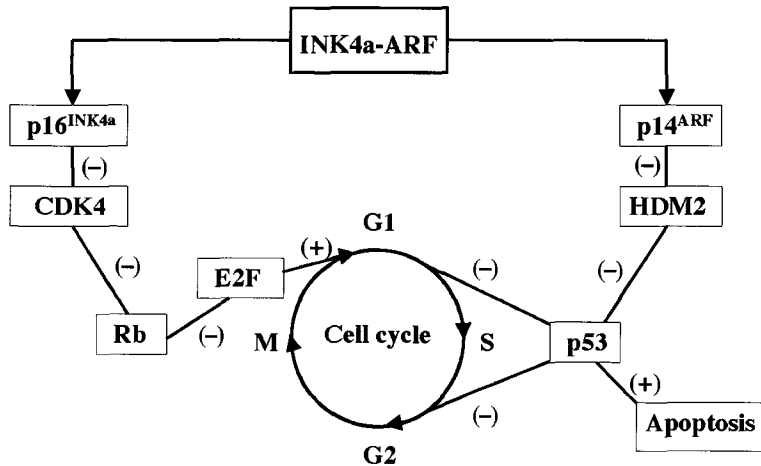 INK4a-ARF
p16INK4a
p14ARF
(–)
(–)
CDK4
HDM2
G1
(–)
(+)
(–)
(–)
E2F
Rb
(–)
M
Cell cycle
S
p53
(+)
(–)
Apoptosis
G2